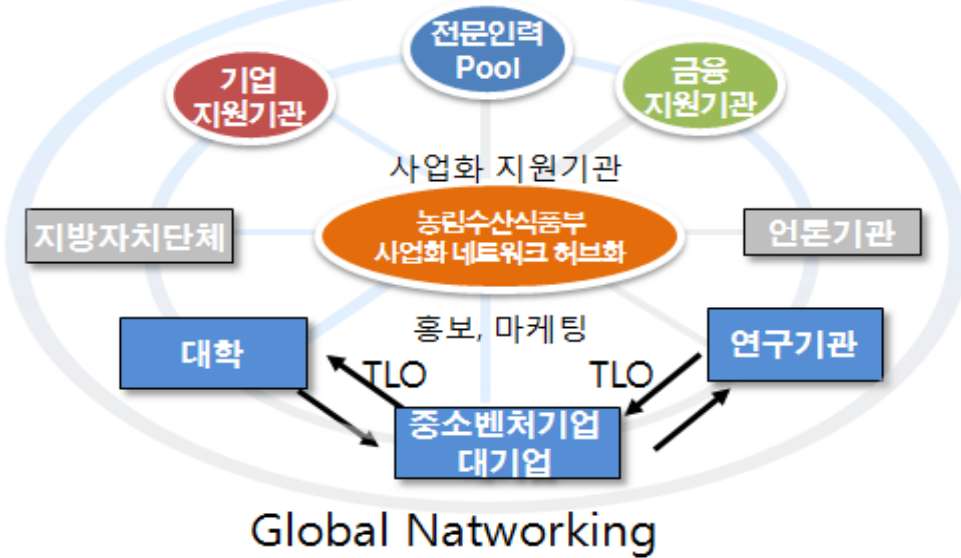 전문인력
Pool
기업
지원기관
금융
지원기관
사업화 지원기관
농림수산식품부
사업화 네트워크 허브화
지방자치단체
언론기관
홍보, 마케팅
대학
연구기관
TLO
TLO
중소벤처기업
대기업
Global Natworking